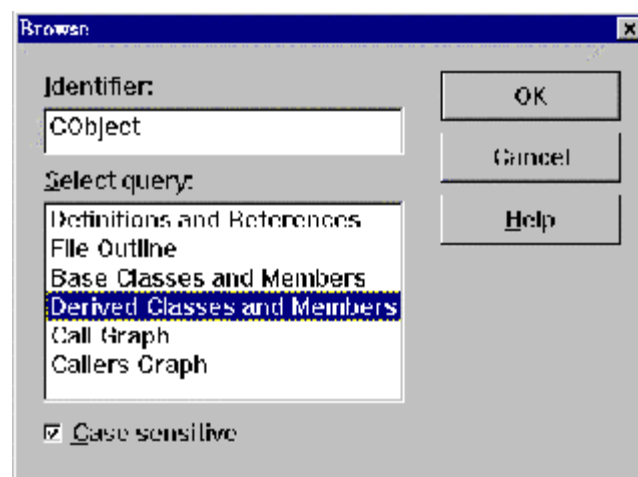 Browse
Identifier:
CObject
Select query:
Definitions and References
File Outline
Base Classes and Members
Derived Classes and Members
Call Graph
Callers Graph
Case sensitive
OK
Cancel
Help